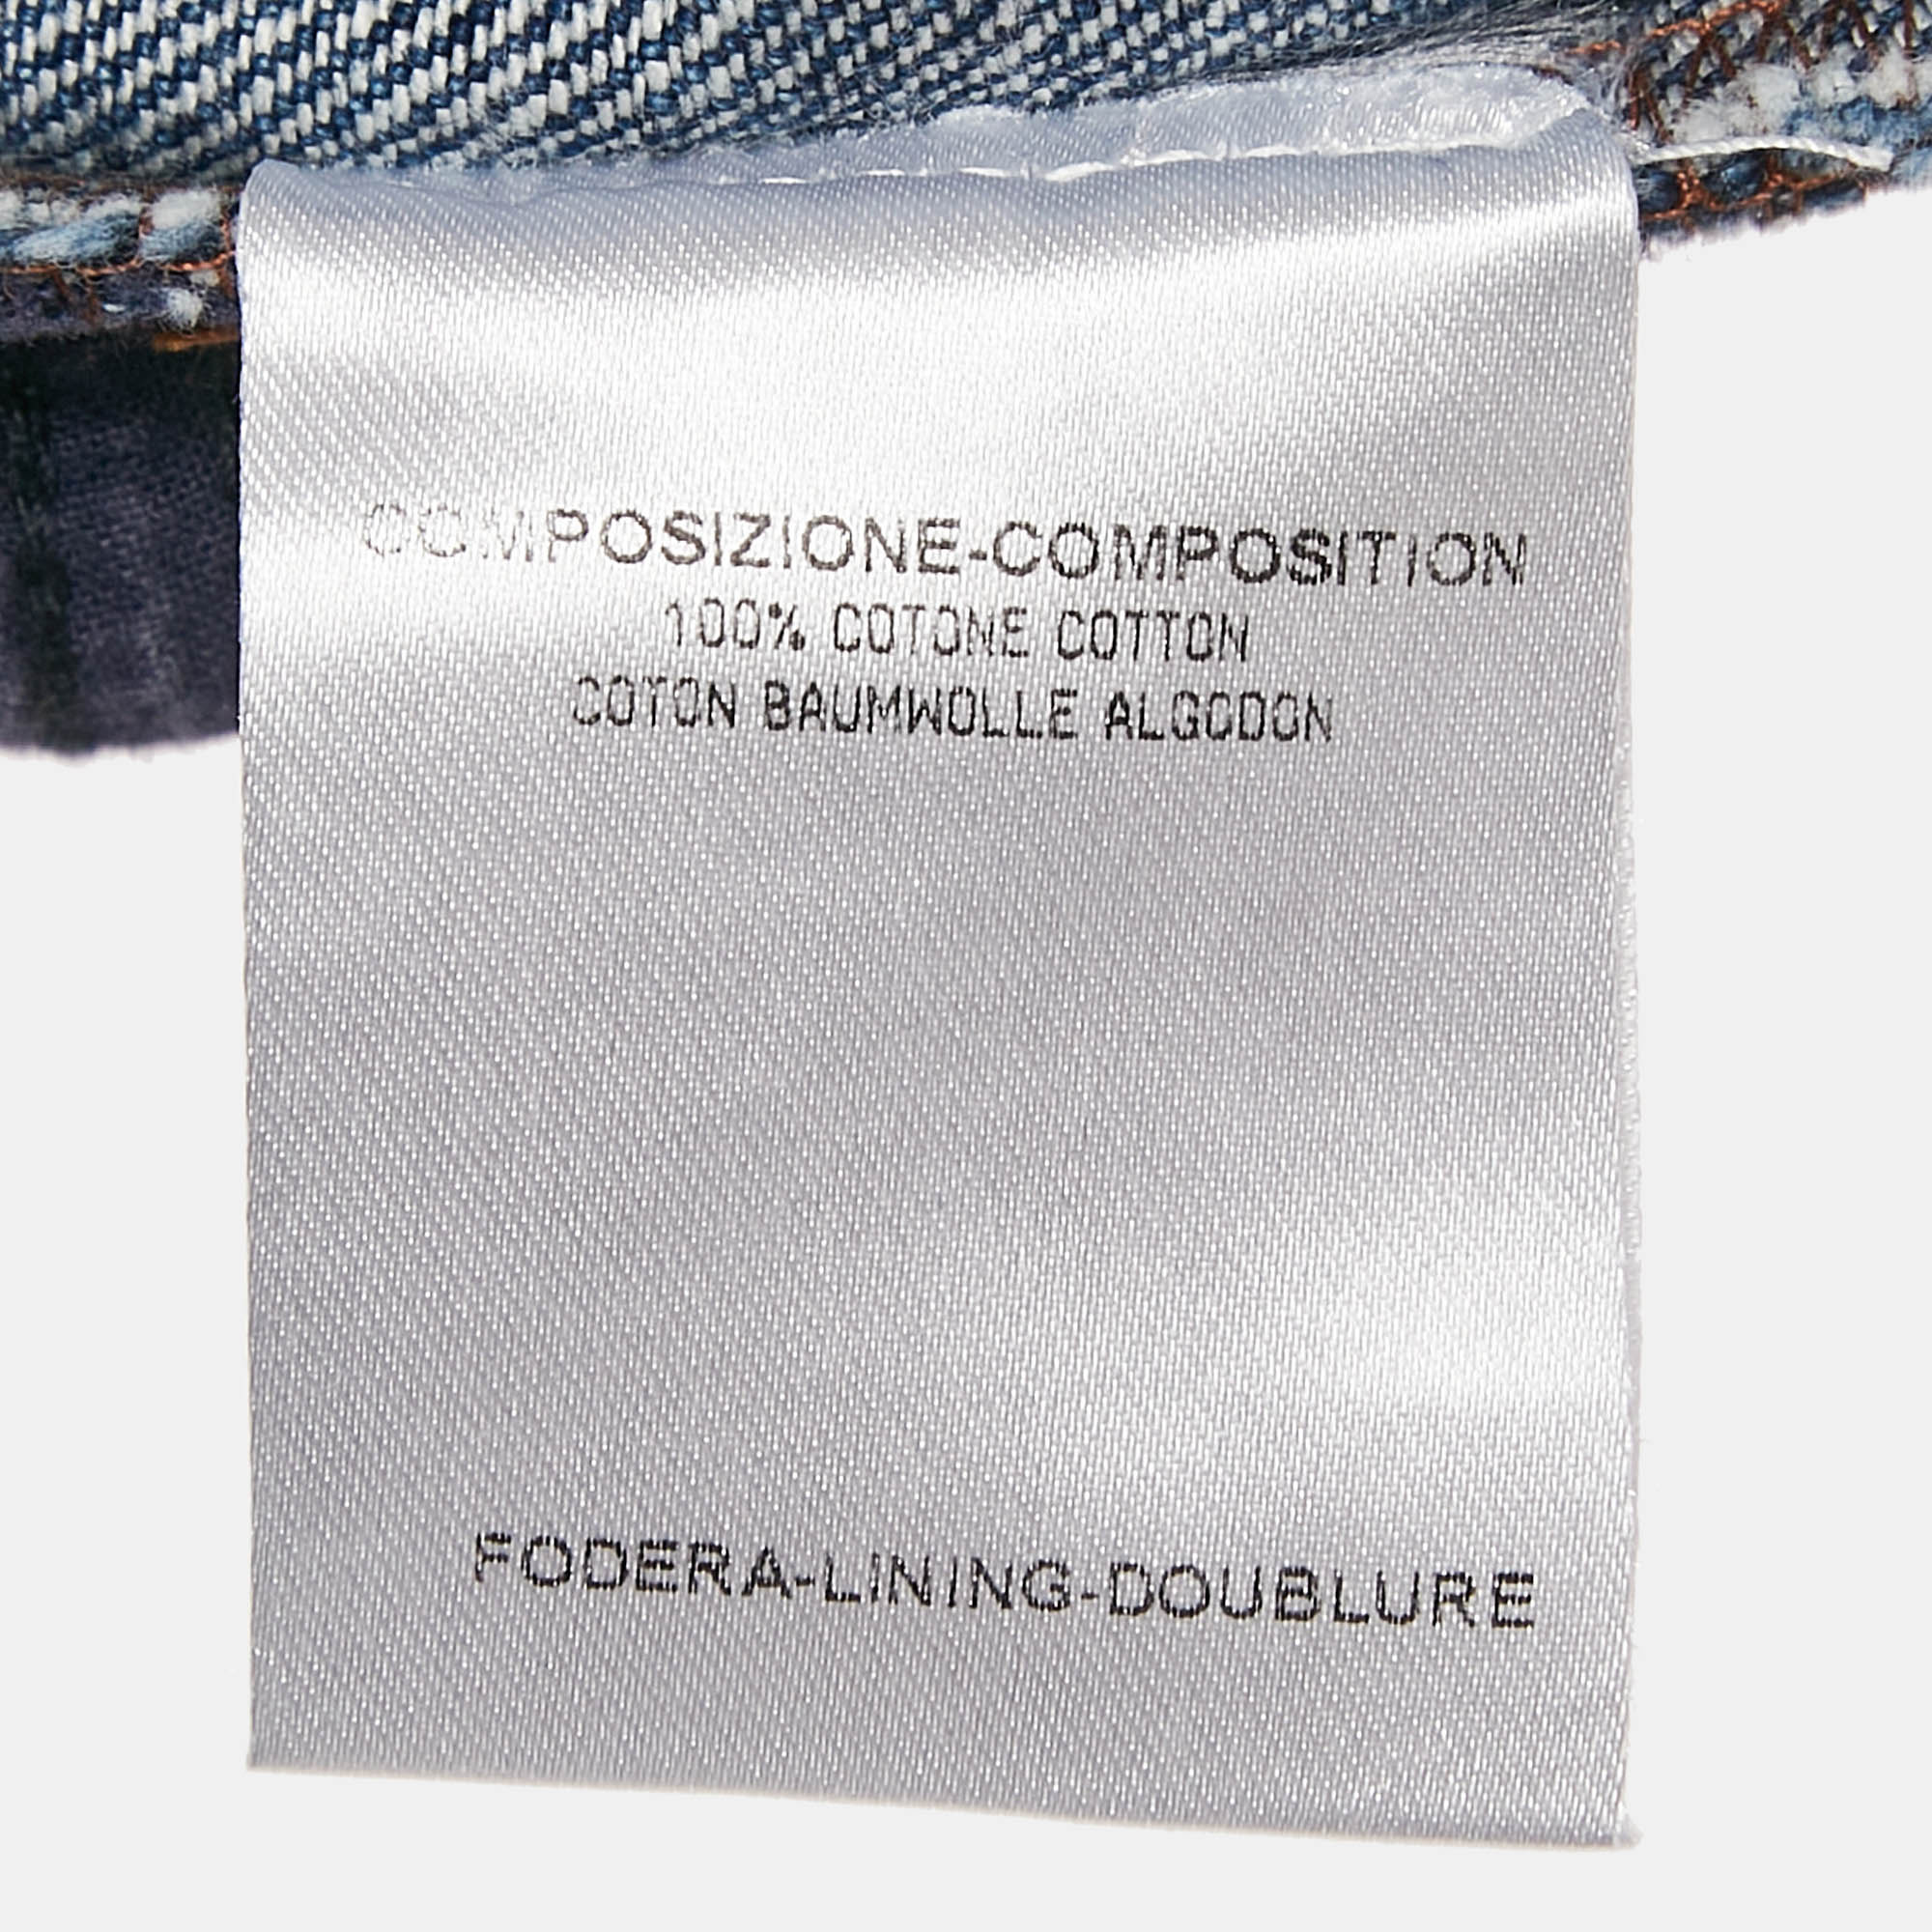 COMPOSIZIONE-COMPOSITION
100% COTONE COTTON
COTON BAUMWOLLE ALGODON
FODERA-LINING-DOUBLURE